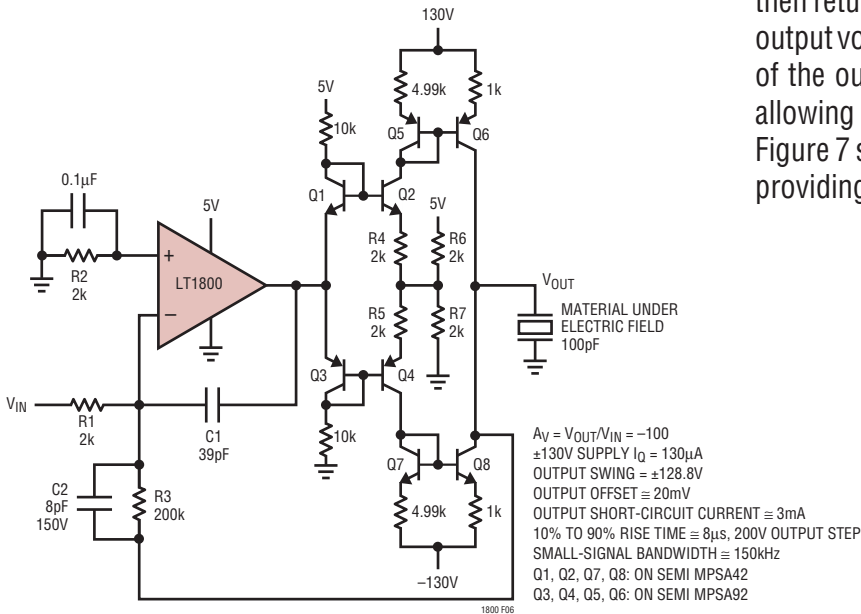 then retu
output vo
of the ou
allowing
Figure 7 s
providing
130V
4.99k
1k
5V
10k
Q5
Q6
0.1µF
Q1
Q2
5V
5V
R4
2k
R6
2k
+
LT1800
R2
2k
VOUT
–
R5
2k
R7
2k
MATERIAL UNDER
ELECTRIC FIELD
100pF
Q3
Q4
VIN
R1
2k
C1
39pF
10k
AV = VOUT/VIN = –100
±130V SUPPLY IQ = 130µA
OUTPUT SWING = ±128.8V
OUTPUT OFFSET ≅ 20mV
OUTPUT SHORT-CIRCUIT CURRENT ≅ 3mA
10% TO 90% RISE TIME ≅ 8µs, 200V OUTPUT STEP
SMALL-SIGNAL BANDWIDTH ≅ 150kHz
Q1, Q2, Q7, Q8: ON SEMI MPSA42
Q3, Q4, Q5, Q6: ON SEMI MPSA92
Q7
Q8
C2
8pF
150V
R3
200k
4.99k
1k
–130V
1800 F06